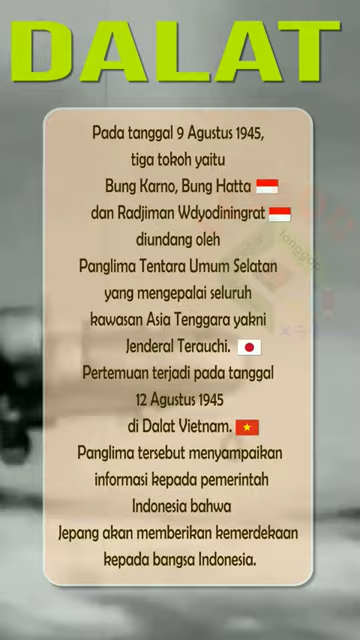 DALAT
Pada tanggal 9 Agustus 1945,
tiga tokoh yaitu
Bung Karno, Bung Hatta
dan Radjiman Wdyodiningrat
diundang oleh
Panglima Tentara Umum Selatan
yang mengepalai seluruh
kawasan Asia Tenggara yakni
Jenderal Terauchi.
Pertemuan terjadi pada tanggal
12 Agustus 1945
di Dalat Vietnam.
Panglima tersebut menyampaikan
informasi kepada pemerintah
Indonesia bahwa
Jepang akan memberikan kemerdekaan
kepada bangsa Indonesia.